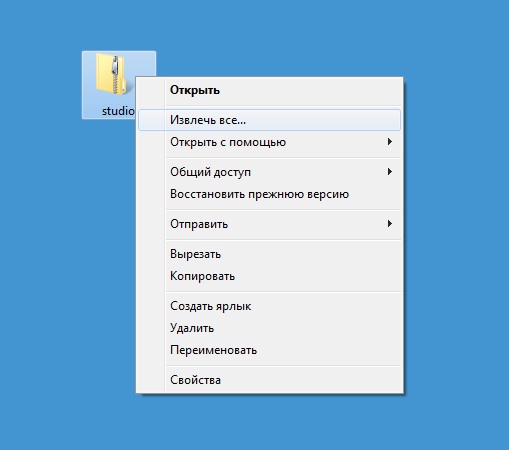 studio
Открыть
Извлечь все...
Открыть с помощью
Общий доступ
Восстановить прежнюю версию
Отправить
Вырезать
Копировать
Создать ярлык
Удалить
Переименовать
Свойства